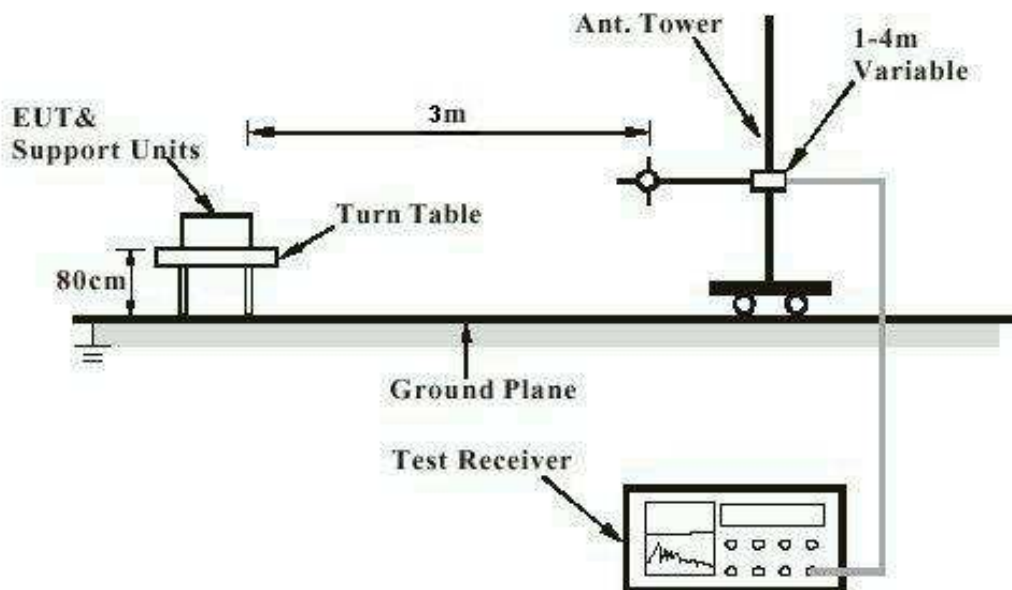 Ant. Tower
1-4m
Variable
EUT&
Support Units
3m
Turn Table
80cm
Ground Plane
Test Receiver